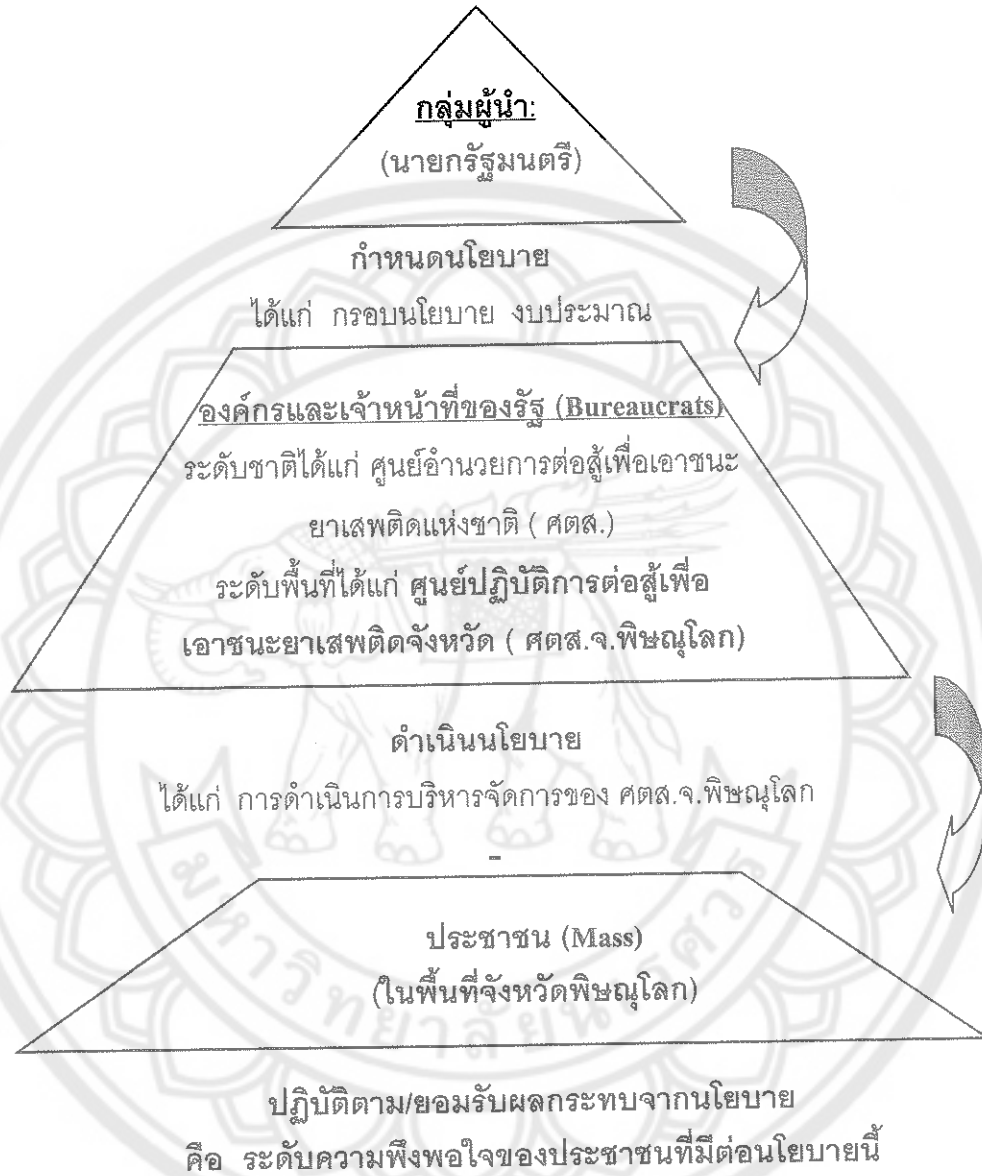 กลุ่มผู้นำ:
(นายกรัฐมนตรี)
กำหนดนโยบาย
ได้แก่ กรอบนโยบาย งบประมาณ
องค์กรและเจ้าหน้าที่ของรัฐ (Bureaucrats)
ระดับชาติได้แก่ ศูนย์อำนวยการต่อสู้เพื่อเอาชนะ
ยาเสพติดแห่งชาติ ( ศตส.)
ระดับพื้นที่ได้แก่ ศูนย์ปฏิบัติการต่อสู้เพื่อ
เอาชนะยาเสพติดจังหวัด ( ศตส.จ.พิษณุโลก)
ดำเนินนโยบาย
ได้แก่ การดำเนินการบริหารจัดการของ ศตส.จ.พิษณุโลก
-
ประชาชน (Mass)
(ในพื้นที่จังหวัดพิษณุโลก)
มหาวิทยาลัยนเรศวร
ปฏิบัติตาม/ยอมรับผลกระทบจากนโยบาย
คือ ระดับความพึงพอใจของประชาชนที่มีต่อนโยบายนี้